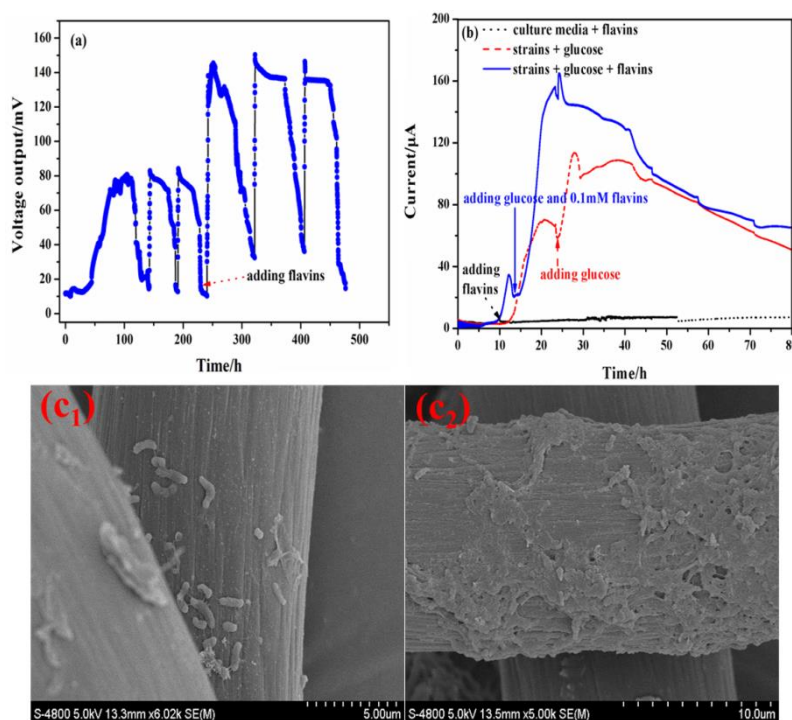 (a)
Voltage output/mV
160
140
120
100
80
60
40
20
0
adding flavins
0
100
200
300
400
500
Time/h
(b)
culture media + flavins
strains + glucose
strains + glucose + flavins
Current/μA
200
160
120
80
40
0
adding glucose and 0.1mM flavins
adding flavins
adding glucose
0
10
20
30
40
50
60
70
80
Time/h
(c1)
S-4800 5.0kV 13.3mm x6.02k SE(M)
5.00um
(c2)
S-4800 5.0kV 13.5mm x5.00k SE(M)
10.0um